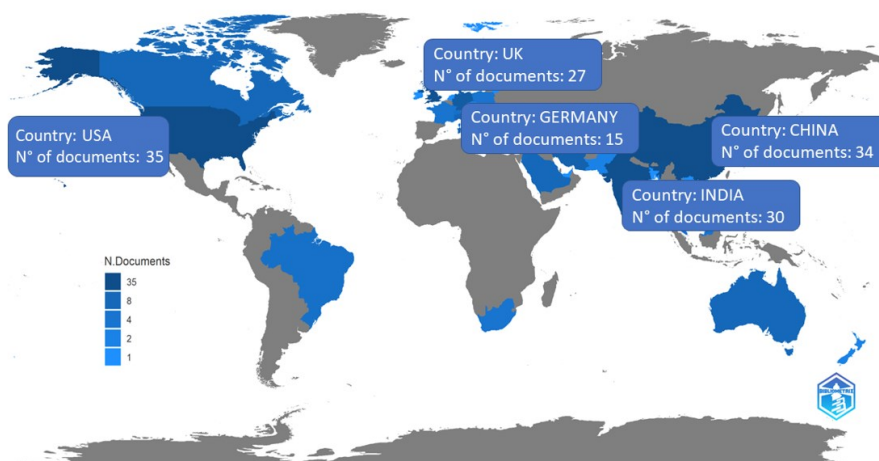 Country: UK
N° of documents: 27
Country: GERMANY
N° of documents: 15
Country: USA
N° of documents: 35
Country: CHINA
N° of documents: 34
Country: INDIA
N° of documents: 30
N.Documents
35
8
4
2
1
BIBLIOMETRIX